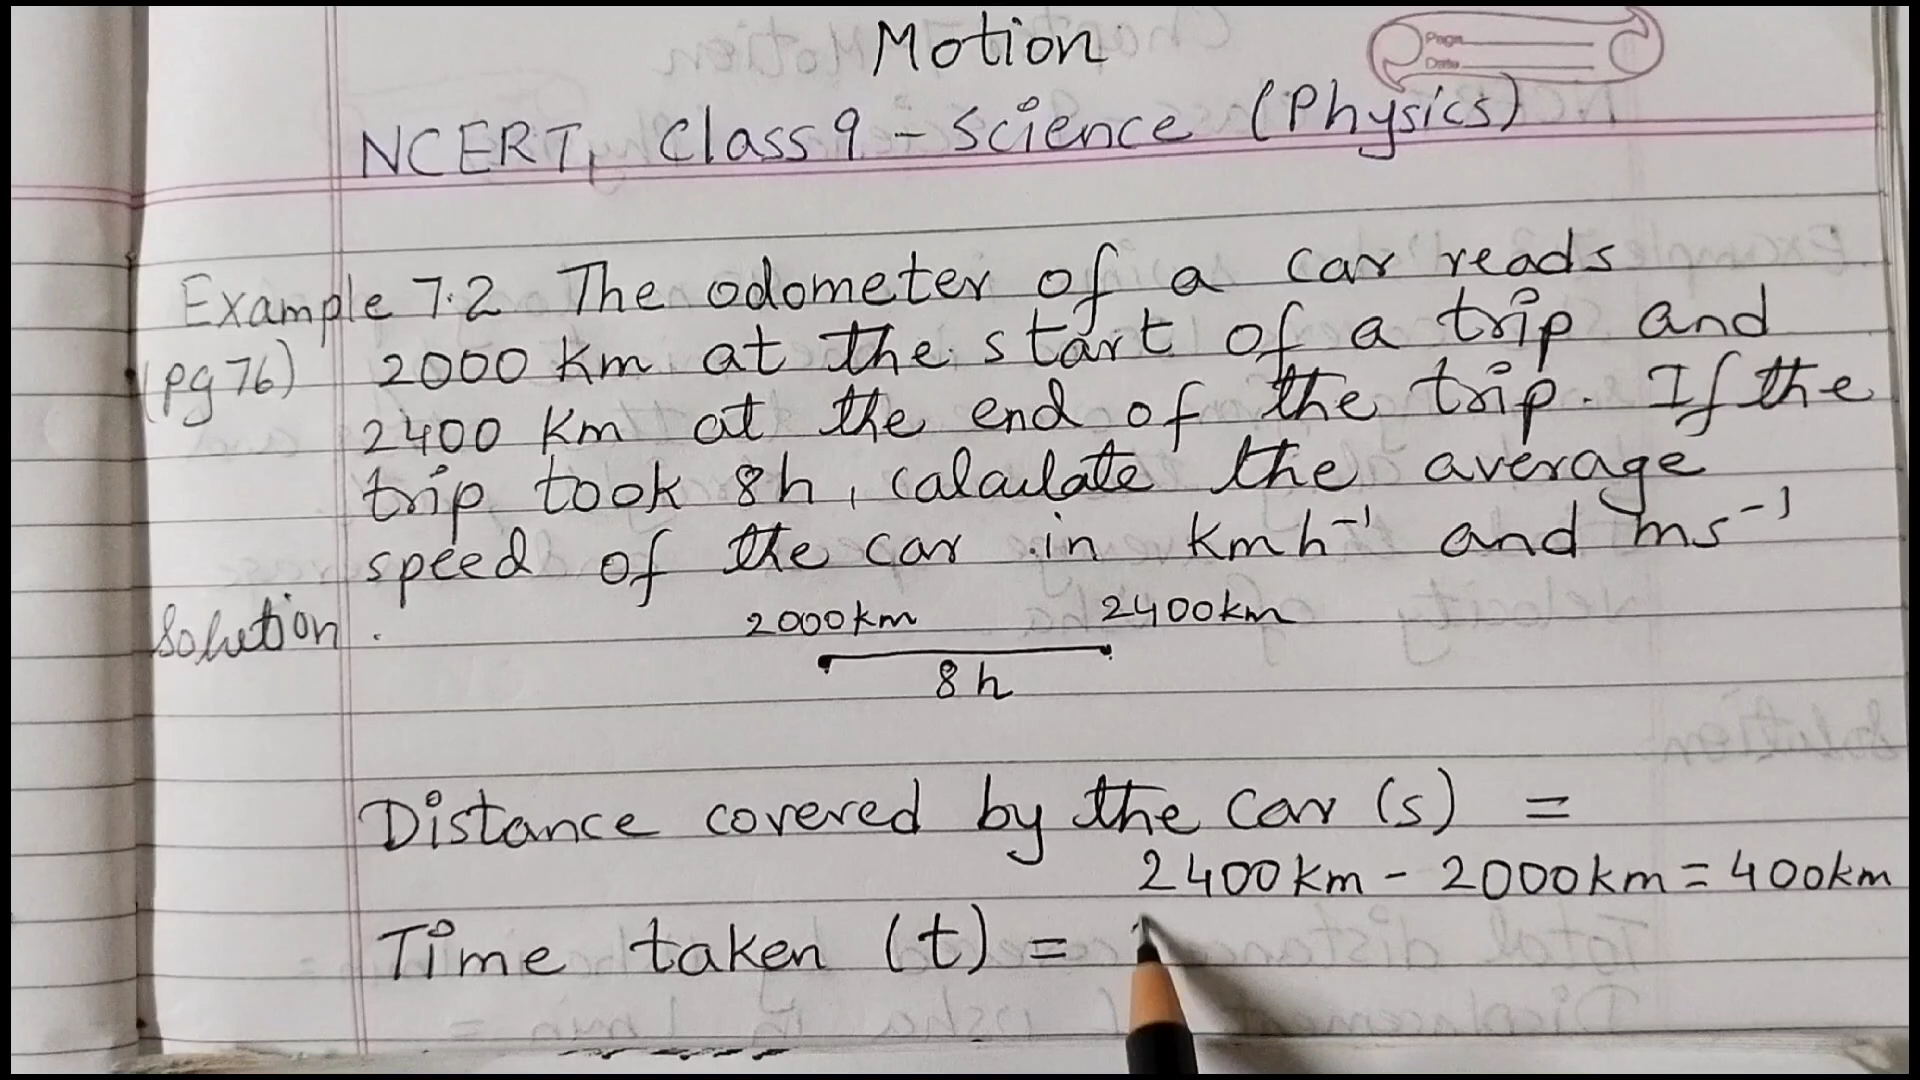 Motion
Page
Date
NCERT, Class 9 - Science (Physics)
Example 7.2 The odometer of a car reads
(pg 76) 2000 km at the start of a trip and
2400 km at the end of the trip. If the
trip took 8h, calculate the average
speed of the car in kmh⁻¹ and ms⁻¹
Solution.
2000km 2400km
8h
Distance covered by the car (s) =
2400km - 2000km = 400km
Time taken (t) =